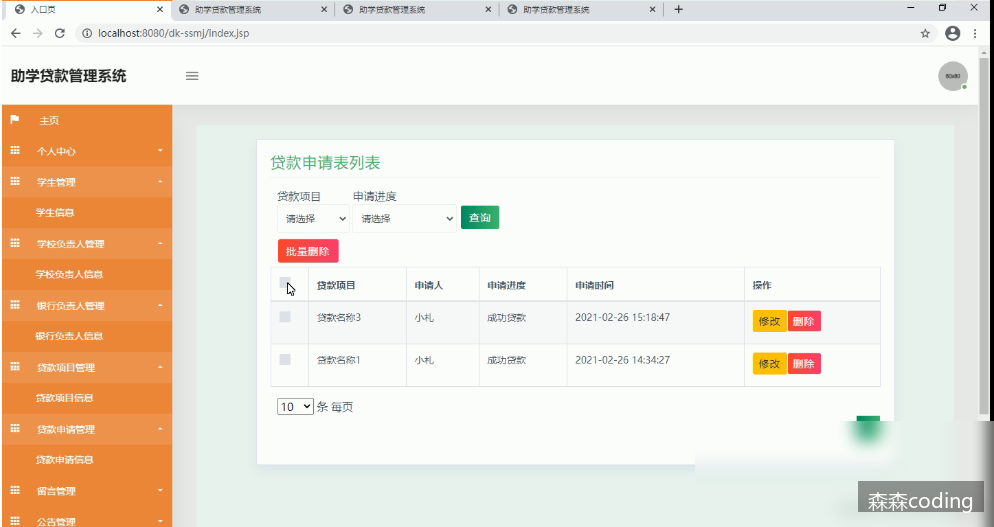 入口页
助学贷款管理系统
助学贷款管理系统
助学贷款管理系统
localhost:8080/dk-ssmj/index.jsp
助学贷款管理系统
80x80
主页
个人中心
学生管理
学生信息
学校负责人管理
学校负责人信息
银行负责人管理
银行负责人信息
贷款项目管理
贷款项目信息
贷款申请管理
贷款申请信息
留言管理
公告管理
贷款申请表列表
贷款项目 申请进度
请选择 请选择 查询
批量删除
贷款项目 申请人 申请进度 申请时间 操作
贷款名称3 小札 成功贷款 2021-02-26 15:18:47 修改 删除
贷款名称1 小札 成功贷款 2021-02-26 14:34:27 修改 删除
10 条 每页
森森coding